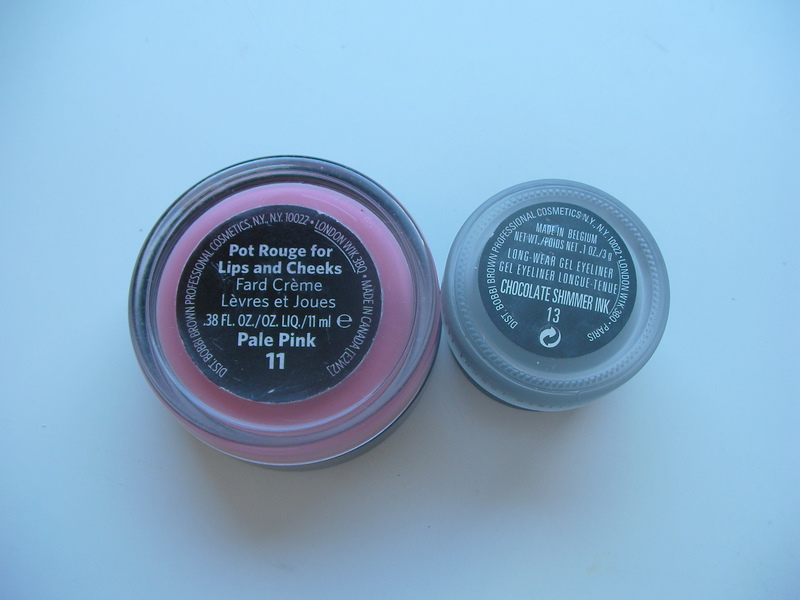 DIST. BOBBI BROWN PROFESSIONAL COSMETICS, N.Y., N.Y. 10022 • LONDON W1K 3BQ • MADE IN CANADA [EZW2]
Pot Rouge for
Lips and Cheeks
Fard Crème
Lèvres et Joues
.38 FL. OZ./OZ. LIQ./11 ml ℮
Pale Pink
11
DIST. BOBBI BROWN PROFESSIONAL COSMETICS N.Y., N.Y. 10022 • LONDON W1K 3BQ • PARIS
MADE IN BELGIUM
NET WT./POIDS NET .1 OZ./3 g
LONG-WEAR GEL EYELINER
GEL EYELINER LONGUE-TENUE
CHOCOLATE SHIMMER INK
13